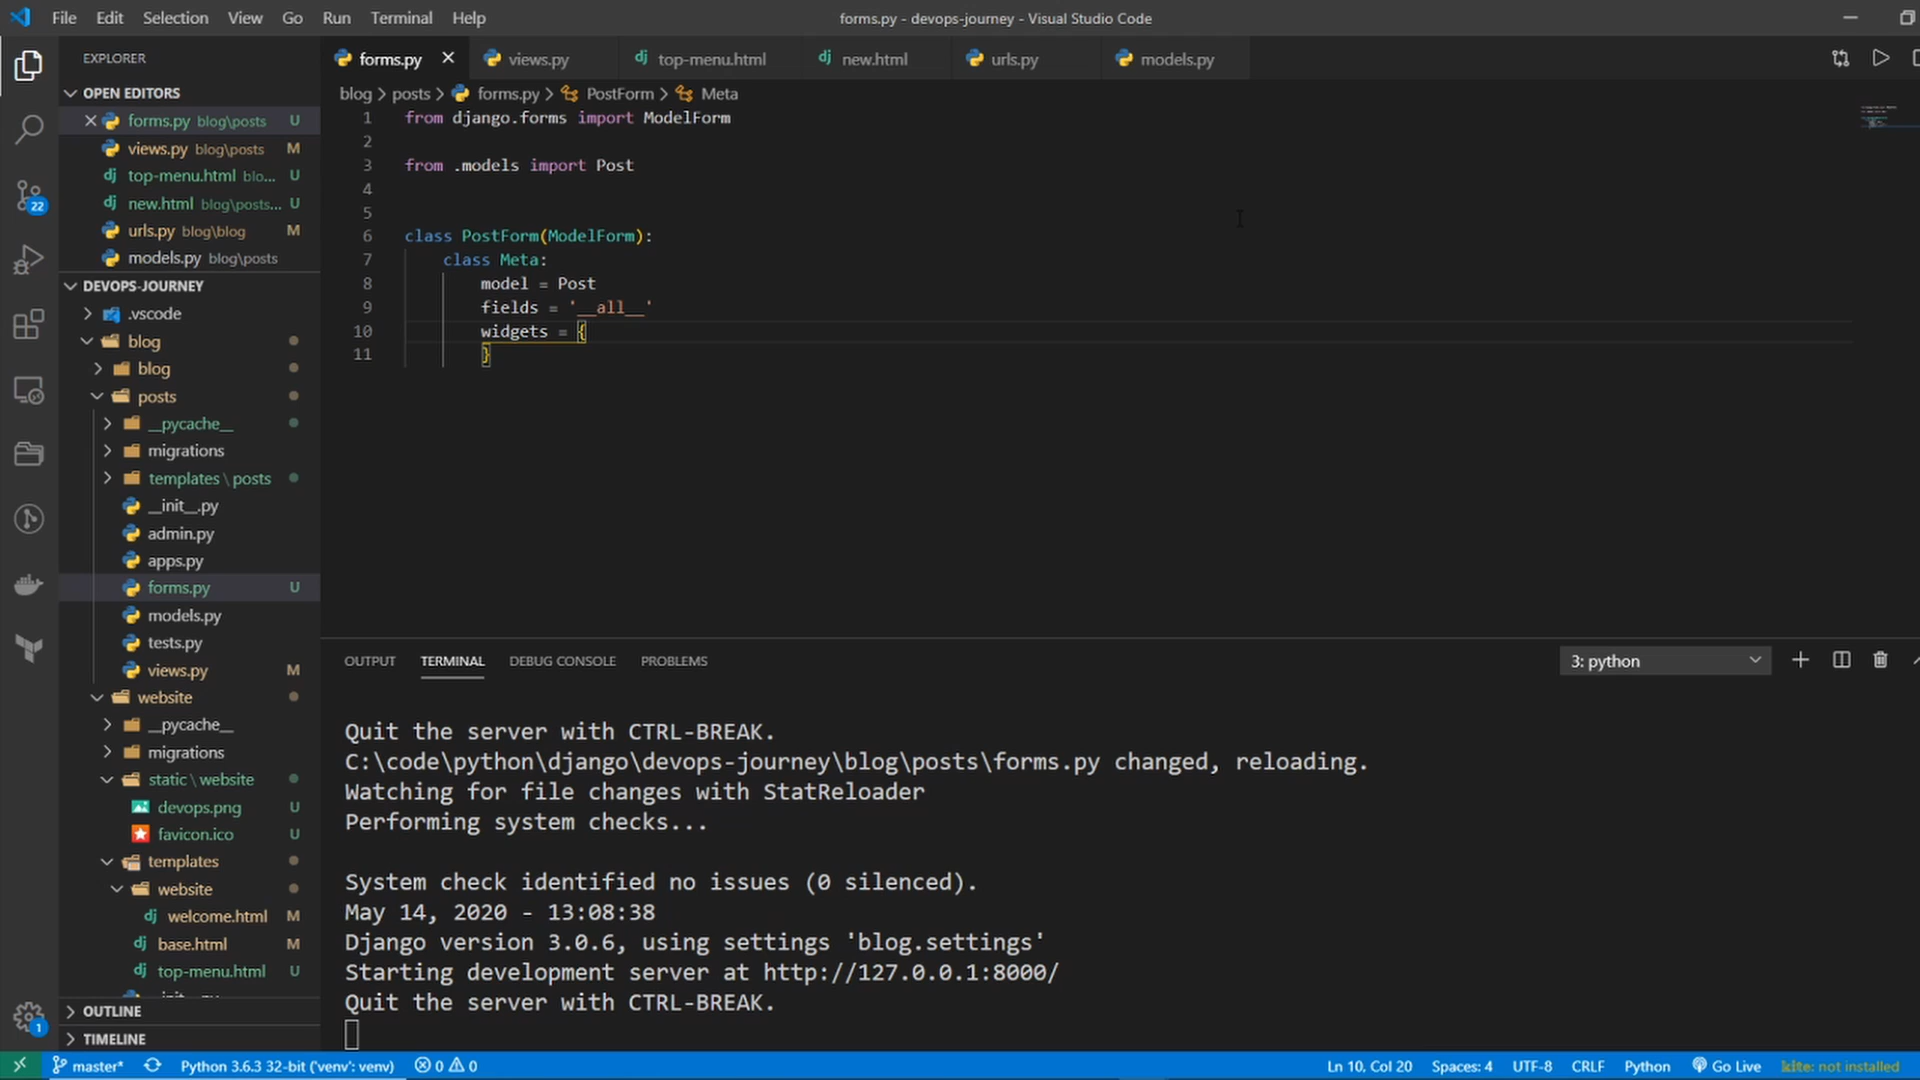 File Edit Selection View Go Run Terminal Help
forms.py - devops-journey - Visual Studio Code
EXPLORER
OPEN EDITORS
forms.py blog\posts U
views.py blog\posts M
top-menu.html blo... U
new.html blog\posts... U
urls.py blog\blog M
models.py blog\posts
DEVOPS-JOURNEY
.vscode
blog
blog
posts
__pycache__
migrations
templates \ posts
__init__.py
admin.py
apps.py
forms.py U
models.py
tests.py
views.py M
website
__pycache__
migrations
static \ website
devops.png U
favicon.ico U
templates
website
welcome.html M
base.html M
top-menu.html U
__init__.py
OUTLINE
TIMELINE
22
1
forms.py views.py top-menu.html new.html urls.py models.py
blog > posts > forms.py > PostForm > Meta
1 from django.forms import ModelForm
2
3 from .models import Post
4
5
6 class PostForm(ModelForm):
7 class Meta:
8 model = Post
9 fields = '__all__'
10 widgets = {
11 }
OUTPUT TERMINAL DEBUG CONSOLE PROBLEMS
3: python
Quit the server with CTRL-BREAK.
C:\code\python\django\devops-journey\blog\posts\forms.py changed, reloading.
Watching for file changes with StatReloader
Performing system checks...
System check identified no issues (0 silenced).
May 14, 2020 - 13:08:38
Django version 3.0.6, using settings 'blog.settings'
Starting development server at http://127.0.0.1:8000/
Quit the server with CTRL-BREAK.
master* Python 3.6.3 32-bit ('venv': venv) 0 0
Ln 10, Col 20 Spaces: 4 UTF-8 CRLF Python Go Live kite: not installed